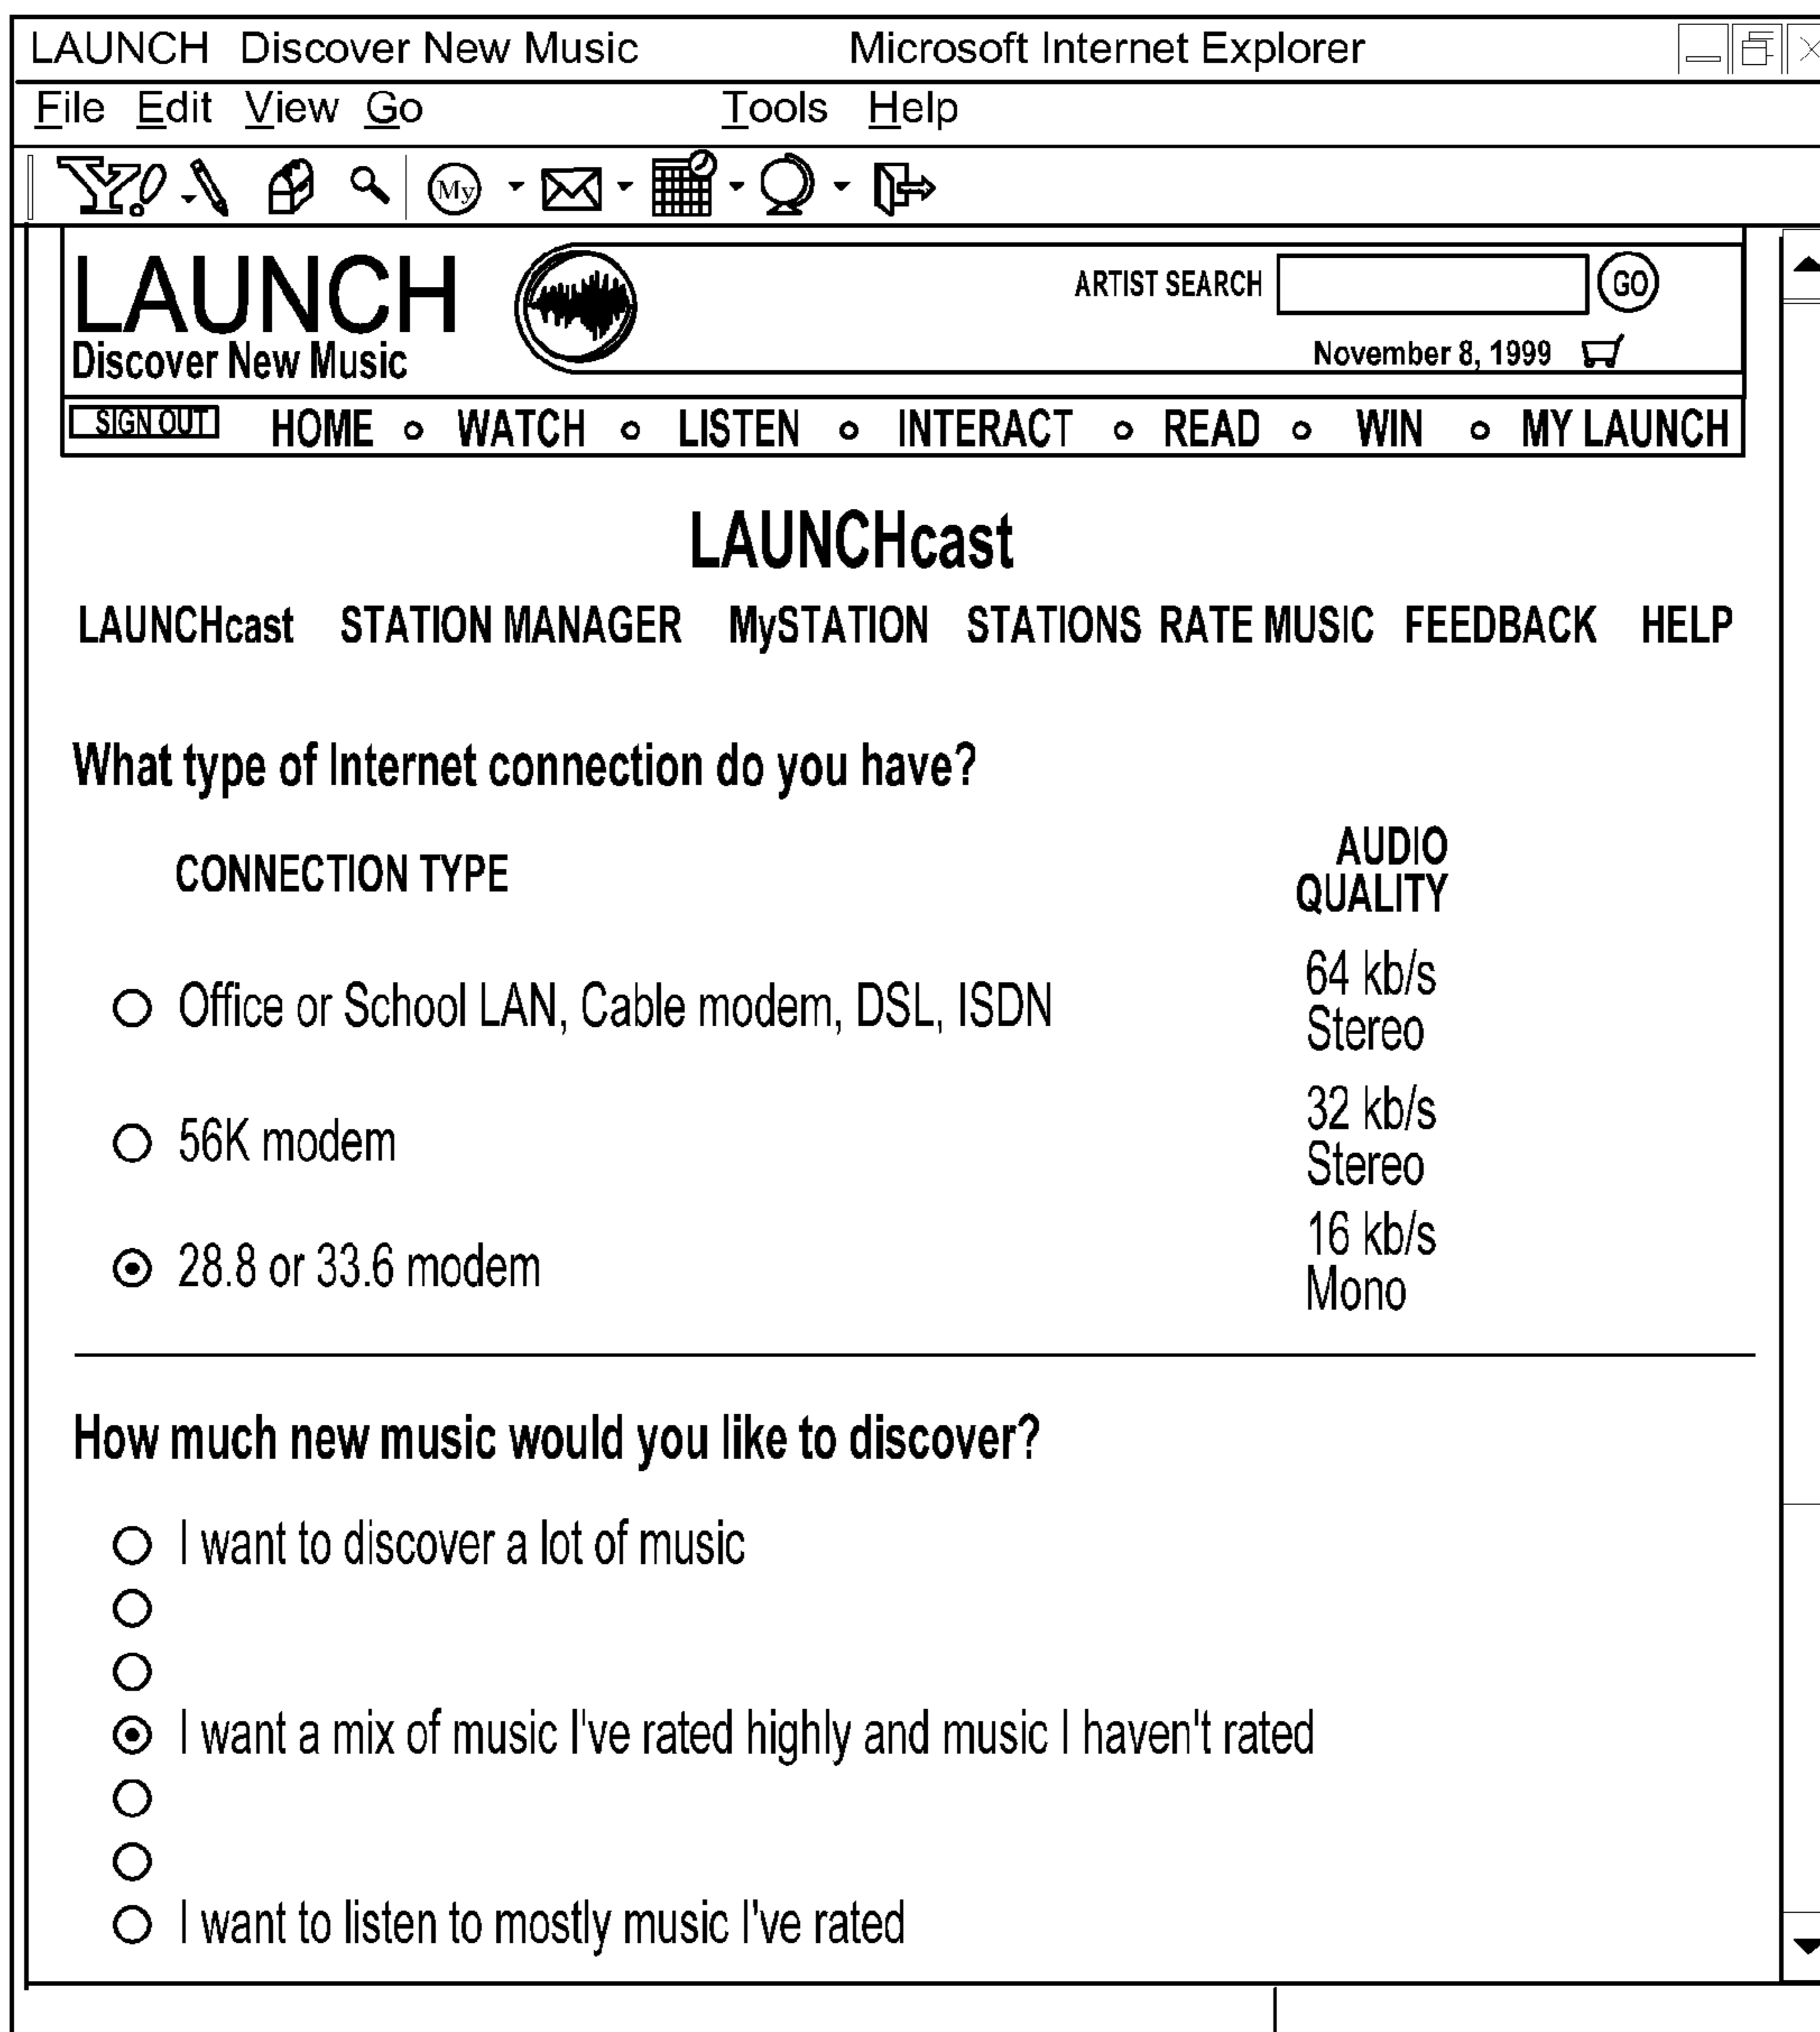 LAUNCH Discover New Music Microsoft Internet Explorer
File Edit View Go Tools Help
Y! My
LAUNCH
Discover New Music
ARTIST SEARCH GO
November 8, 1999
SIGN OUT HOME WATCH LISTEN INTERACT READ WIN MY LAUNCH
LAUNCHcast
LAUNCHcast STATION MANAGER MySTATION STATIONS RATE MUSIC FEEDBACK HELP
What type of Internet connection do you have?
CONNECTION TYPE
AUDIO
QUALITY
Office or School LAN, Cable modem, DSL, ISDN
64 kb/s
Stereo
56K modem
32 kb/s
Stereo
28.8 or 33.6 modem
16 kb/s
Mono
How much new music would you like to discover?
I want to discover a lot of music
I want a mix of music I've rated highly and music I haven't rated
I want to listen to mostly music I've rated